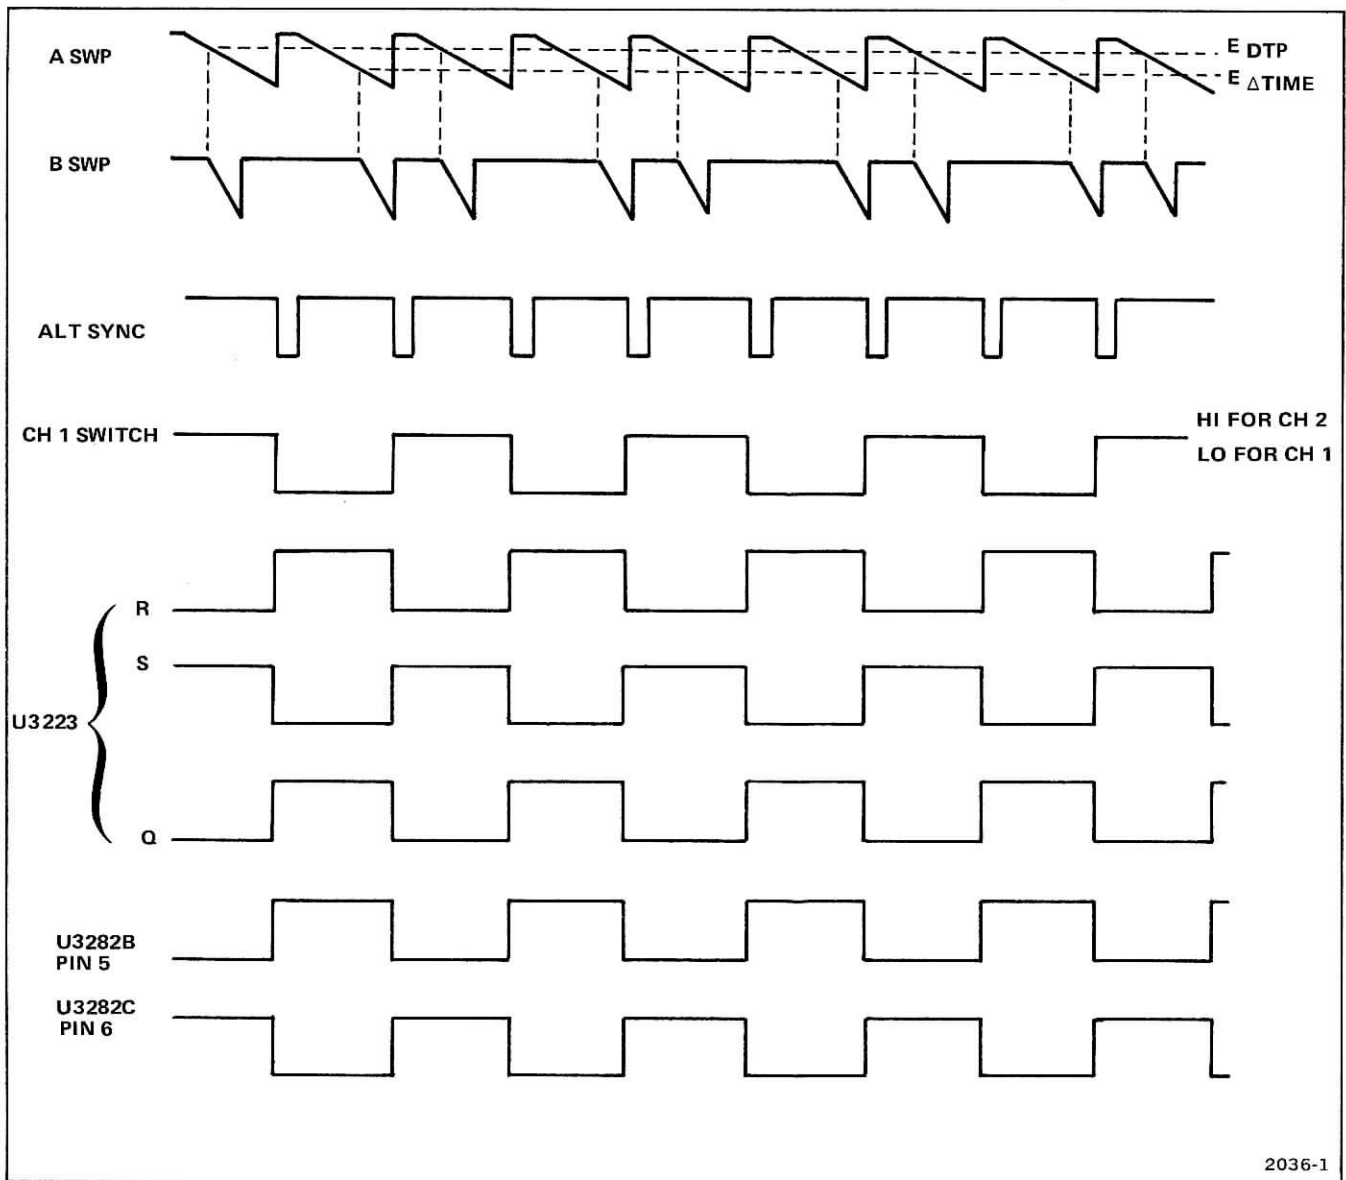 A SWP
E DTP
E ΔTIME
B SWP
ALT SYNC
CH 1 SWITCH
HI FOR CH 2
LO FOR CH 1
R
S
U3223
Q
U3282B
PIN 5
U3282C
PIN 6
2036-1